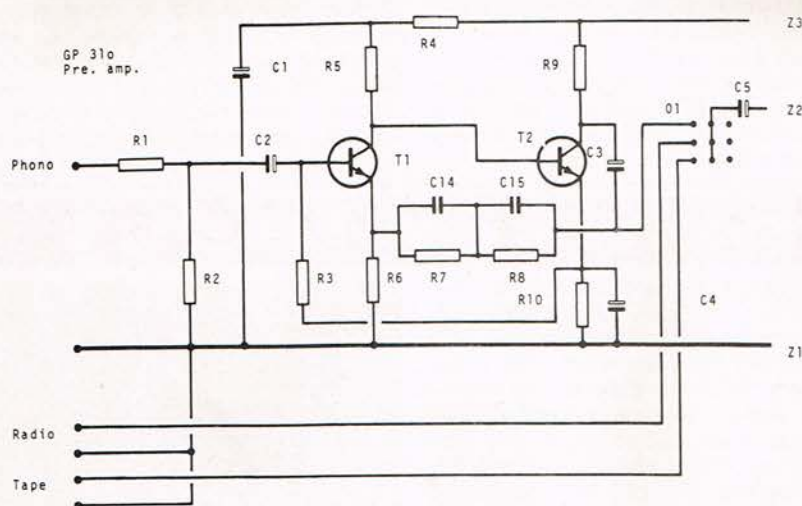 Z3
R4
GP 31o
Pre. amp.
C1
R5
R9
C5
O1
Z2
R1
C2
T2
C3
Phono
T1
C14
C15
R2
R3
R6
R7
R8
R10
C4
Z1
Radio
Tape